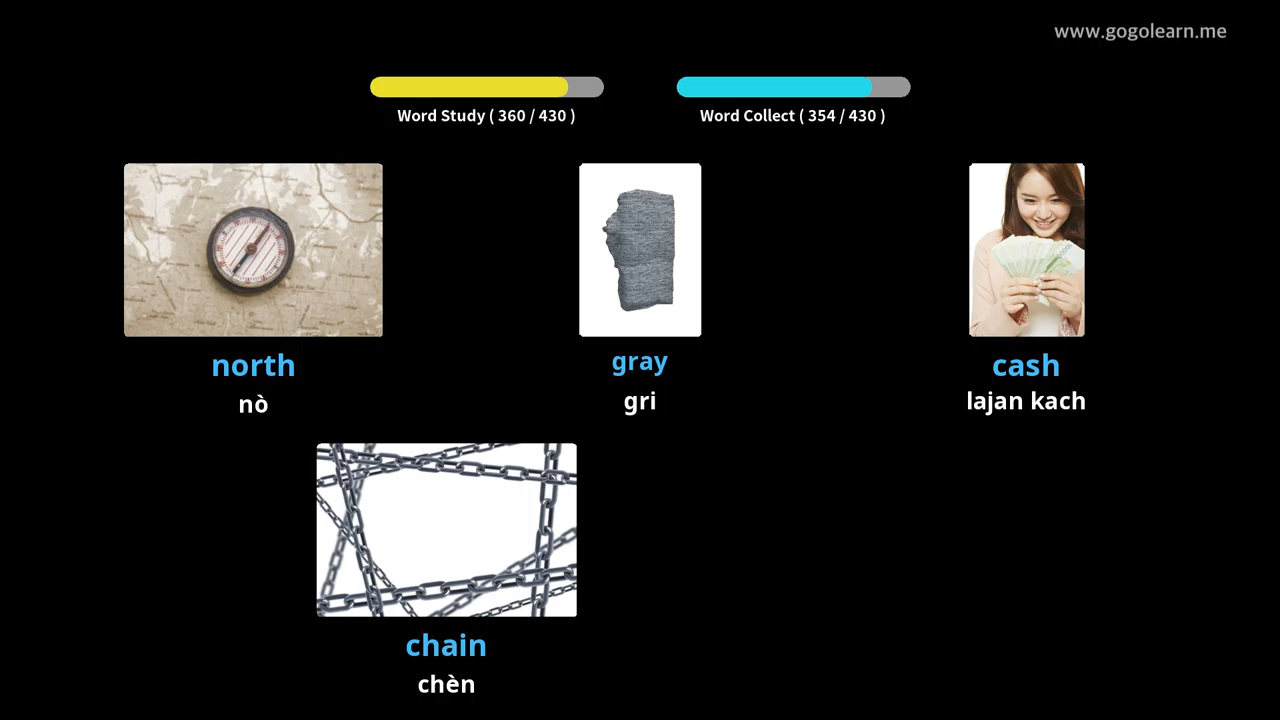 www.gogolearn.me
Word Study ( 360 / 430 )
Word Collect ( 354 / 430 )
north
nò
gray
gri
cash
lajan kach
chain
chèn